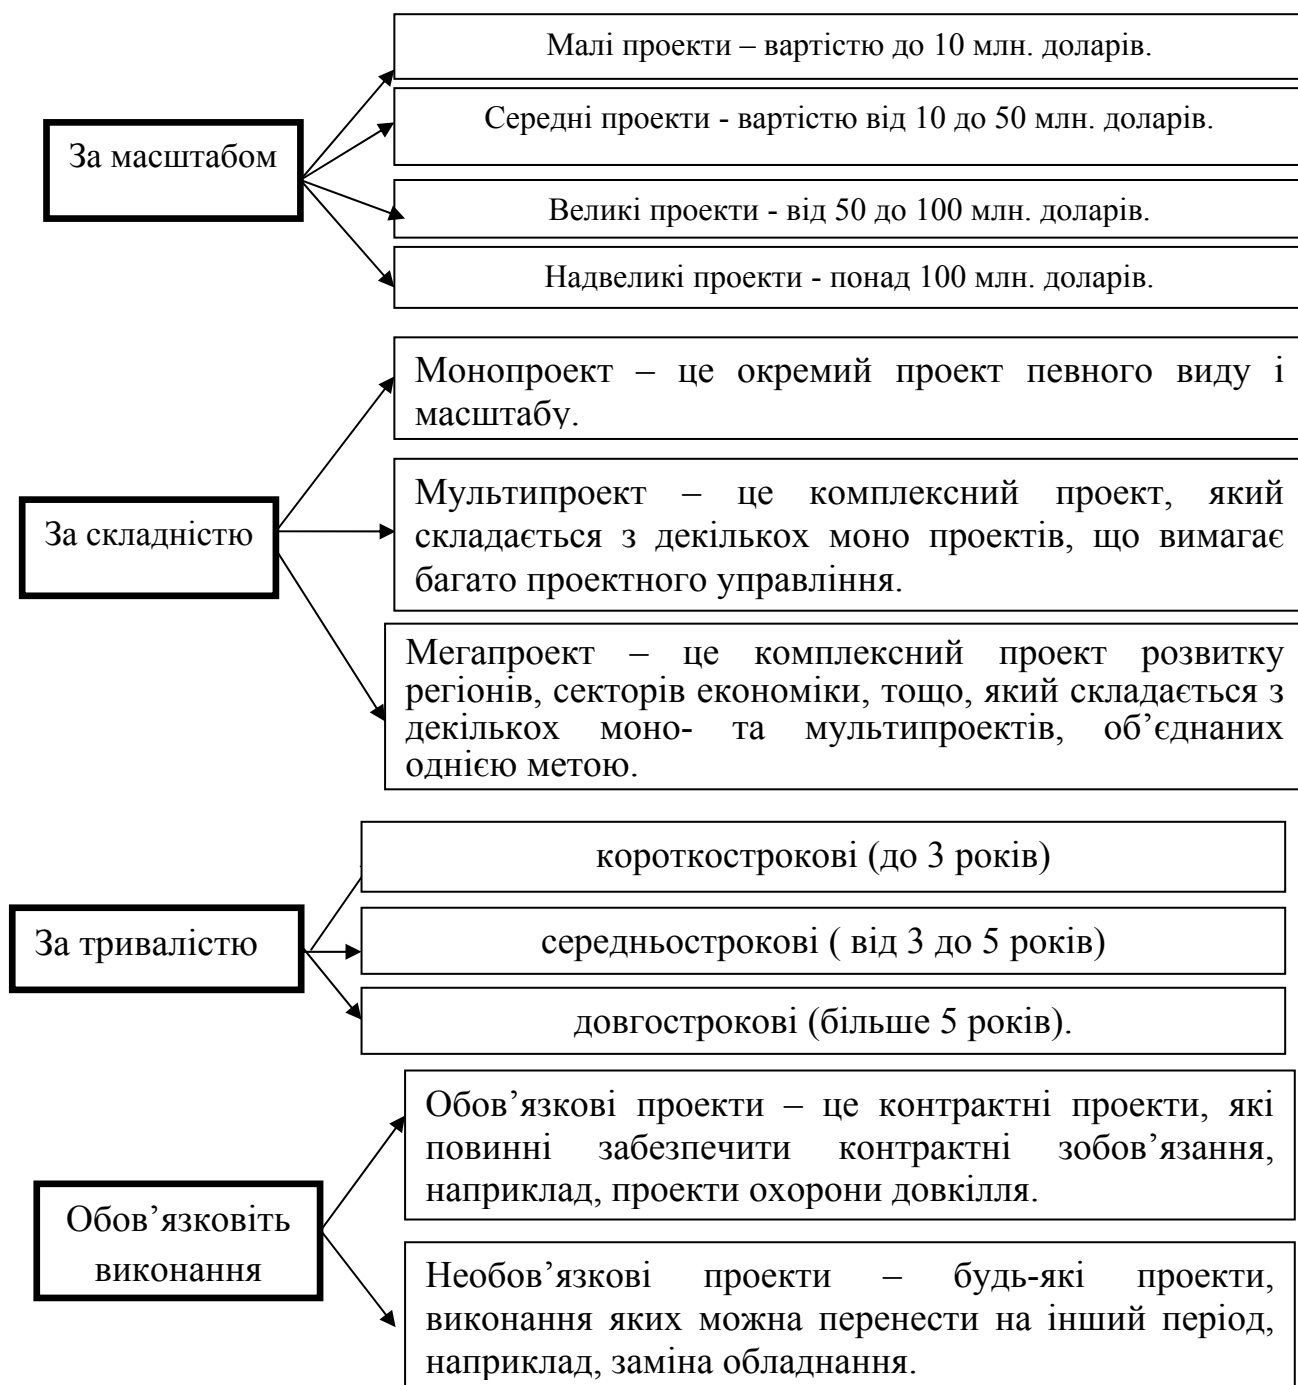 Малі проекти – вартістю до 10 млн. доларів.
За масштабом
Середні проекти - вартістю від 10 до 50 млн. доларів.
Великі проекти - від 50 до 100 млн. доларів.
Надвеликі проекти - понад 100 млн. доларів.
За складністю
Монопроект – це окремий проект певного виду і
масштабу.
Мультипроект – це комплексний проект, який
складається з декількох моно проектів, що вимагає
багато проектного управління.
Мегапроект – це комплексний проект розвитку
регіонів, секторів економіки, тощо, який складається з
декількох моно- та мультипроектів, об’єднаних
однією метою.
За тривалістю
короткострокові (до 3 років)
середньострокові ( від 3 до 5 років)
довгострокові (більше 5 років).
Обов’язковіть
виконання
Обов’язкові проекти – це контрактні проекти, які
повинні забезпечити контрактні зобов’язання,
наприклад, проекти охорони довкілля.
Необов’язкові проекти – будь-які проекти,
виконання яких можна перенести на інший період,
наприклад, заміна обладнання.